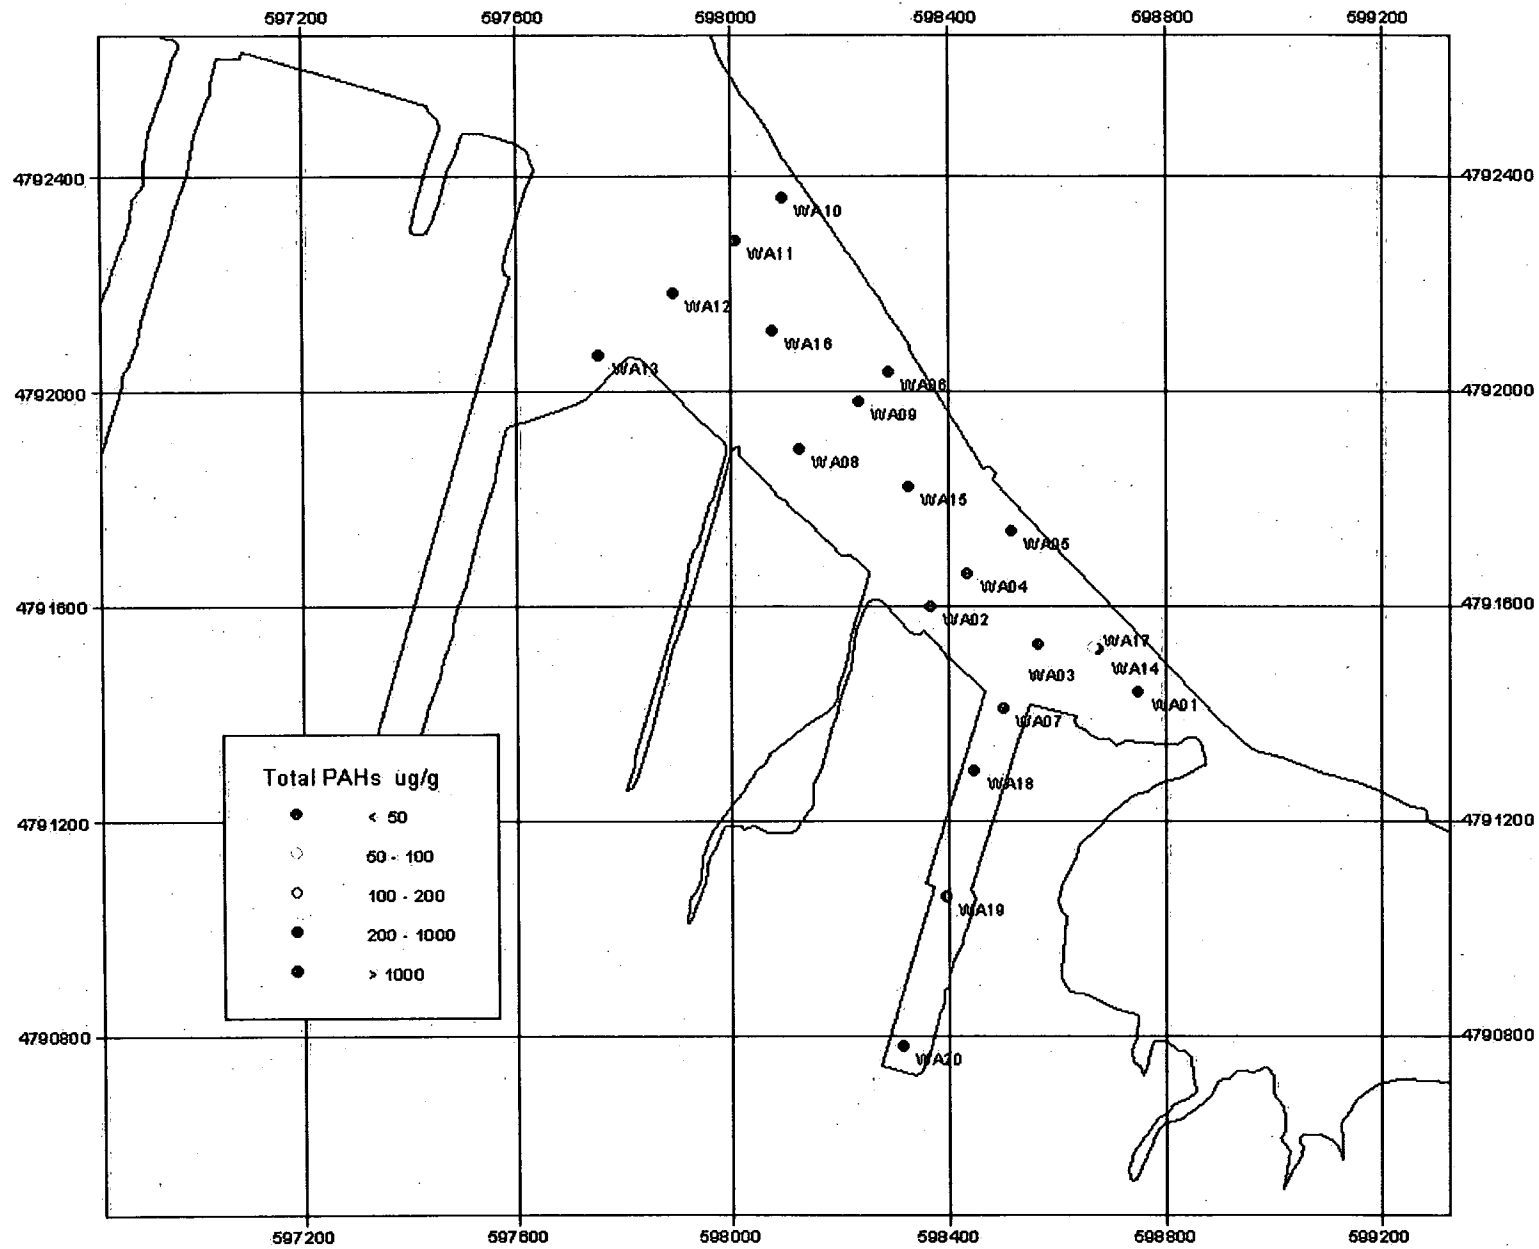 597200 597600 598000 598400 598800 599200
4792400 4792400
WA10
WA11
WA12
WA16
WA13
WA06
4792000 4792000
WA09
WA08
WA15
WA05
WA04
4791600 4791600
WA02
WA17
WA14
WA03
WA01
WA07
Total PAHs ug/g
WA18
< 50
4791200 4791200
50 - 100
100 - 200
WA19
200 - 1000
> 1000
4790800 4790800
WA20
597200 597600 598000 598400 598800 599200